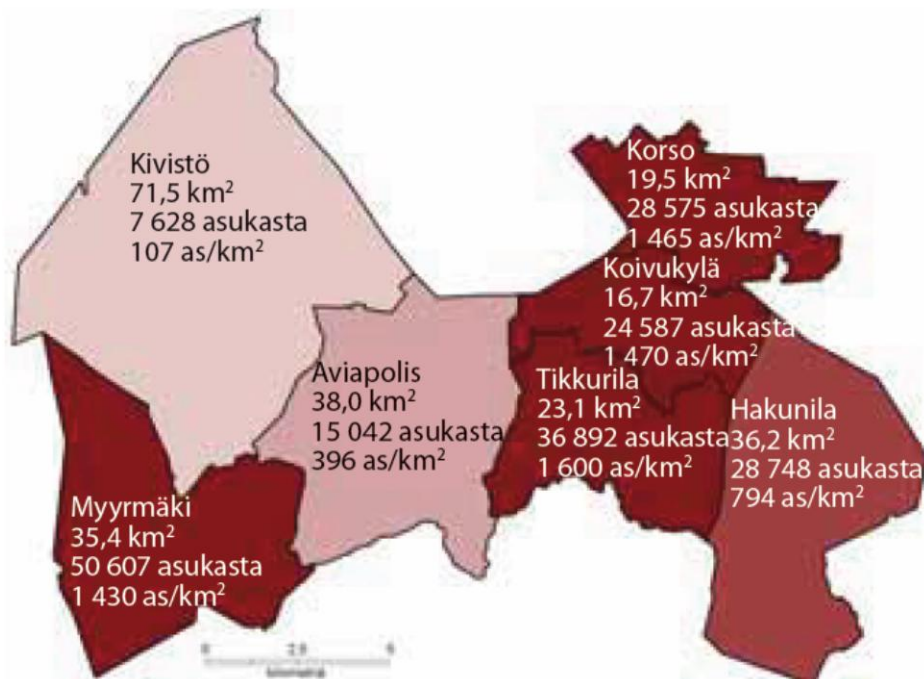 Kivistö
71,5 km²
7 628 asukasta
107 as/km²
Korso
19,5 km²
28 575 asukasta
1 465 as/km²
Koivukylä
16,7 km²
24 587 asukasta
1 470 as/km²
Aviapolis
38,0 km²
15 042 asukasta
396 as/km²
Tikkurila
23,1 km²
36 892 asukasta
1 600 as/km²
Hakunila
36,2 km²
28 748 asukasta
794 as/km²
Myyrmäki
35,4 km²
50 607 asukasta
1 430 as/km²
0 2,5 5